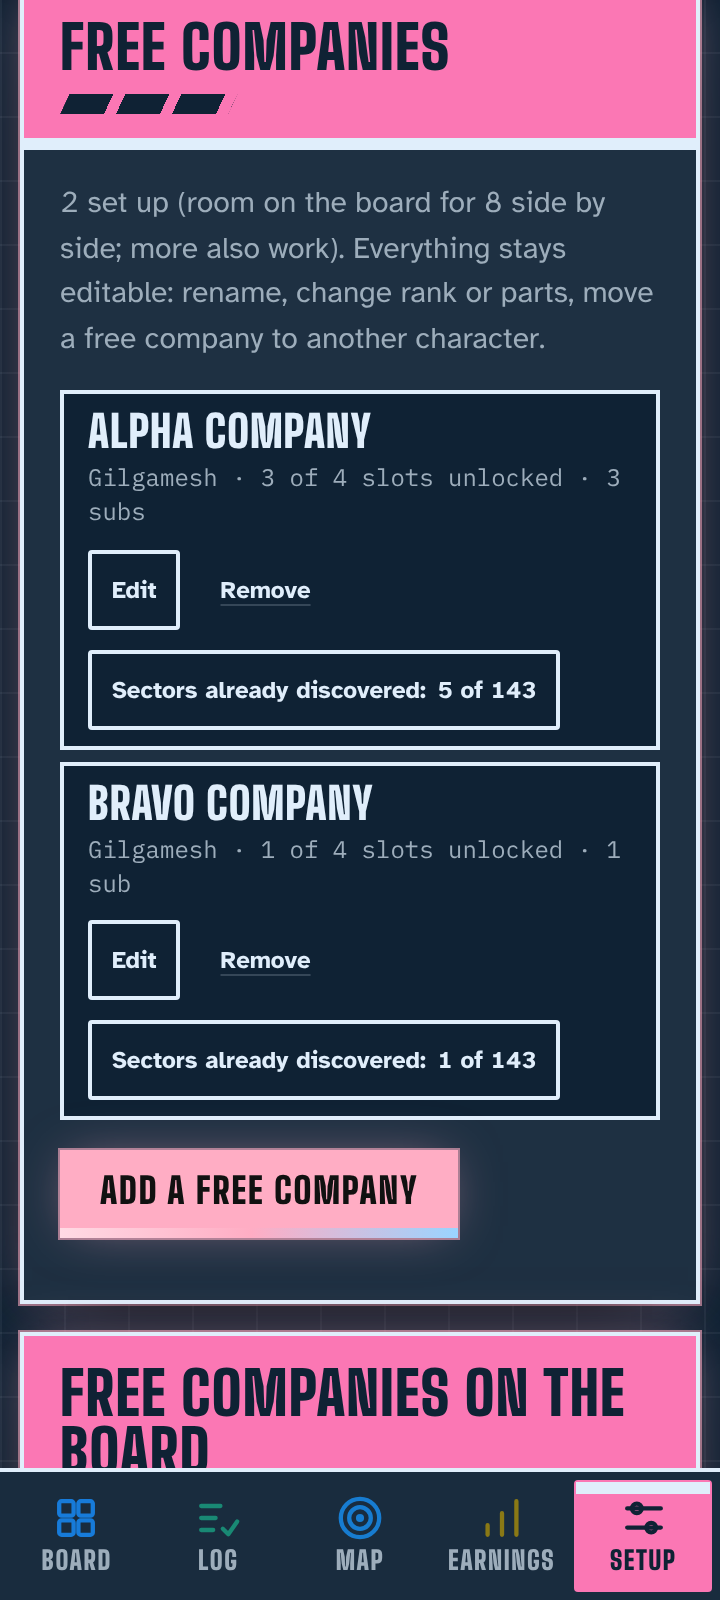 FREE COMPANIES
2 set up (room on the board for 8 side by
side; more also work). Everything stays
editable: rename, change rank or parts, move
a free company to another character.
ALPHA COMPANY
Gilgamesh · 3 of 4 slots unlocked · 3
subs
Edit
Remove
Sectors already discovered: 5 of 143
BRAVO COMPANY
Gilgamesh · 1 of 4 slots unlocked · 1
sub
Edit
Remove
Sectors already discovered: 1 of 143
ADD A FREE COMPANY
FREE COMPANIES ON THE
BOARD
BOARD
LOG
MAP
EARNINGS
SETUP